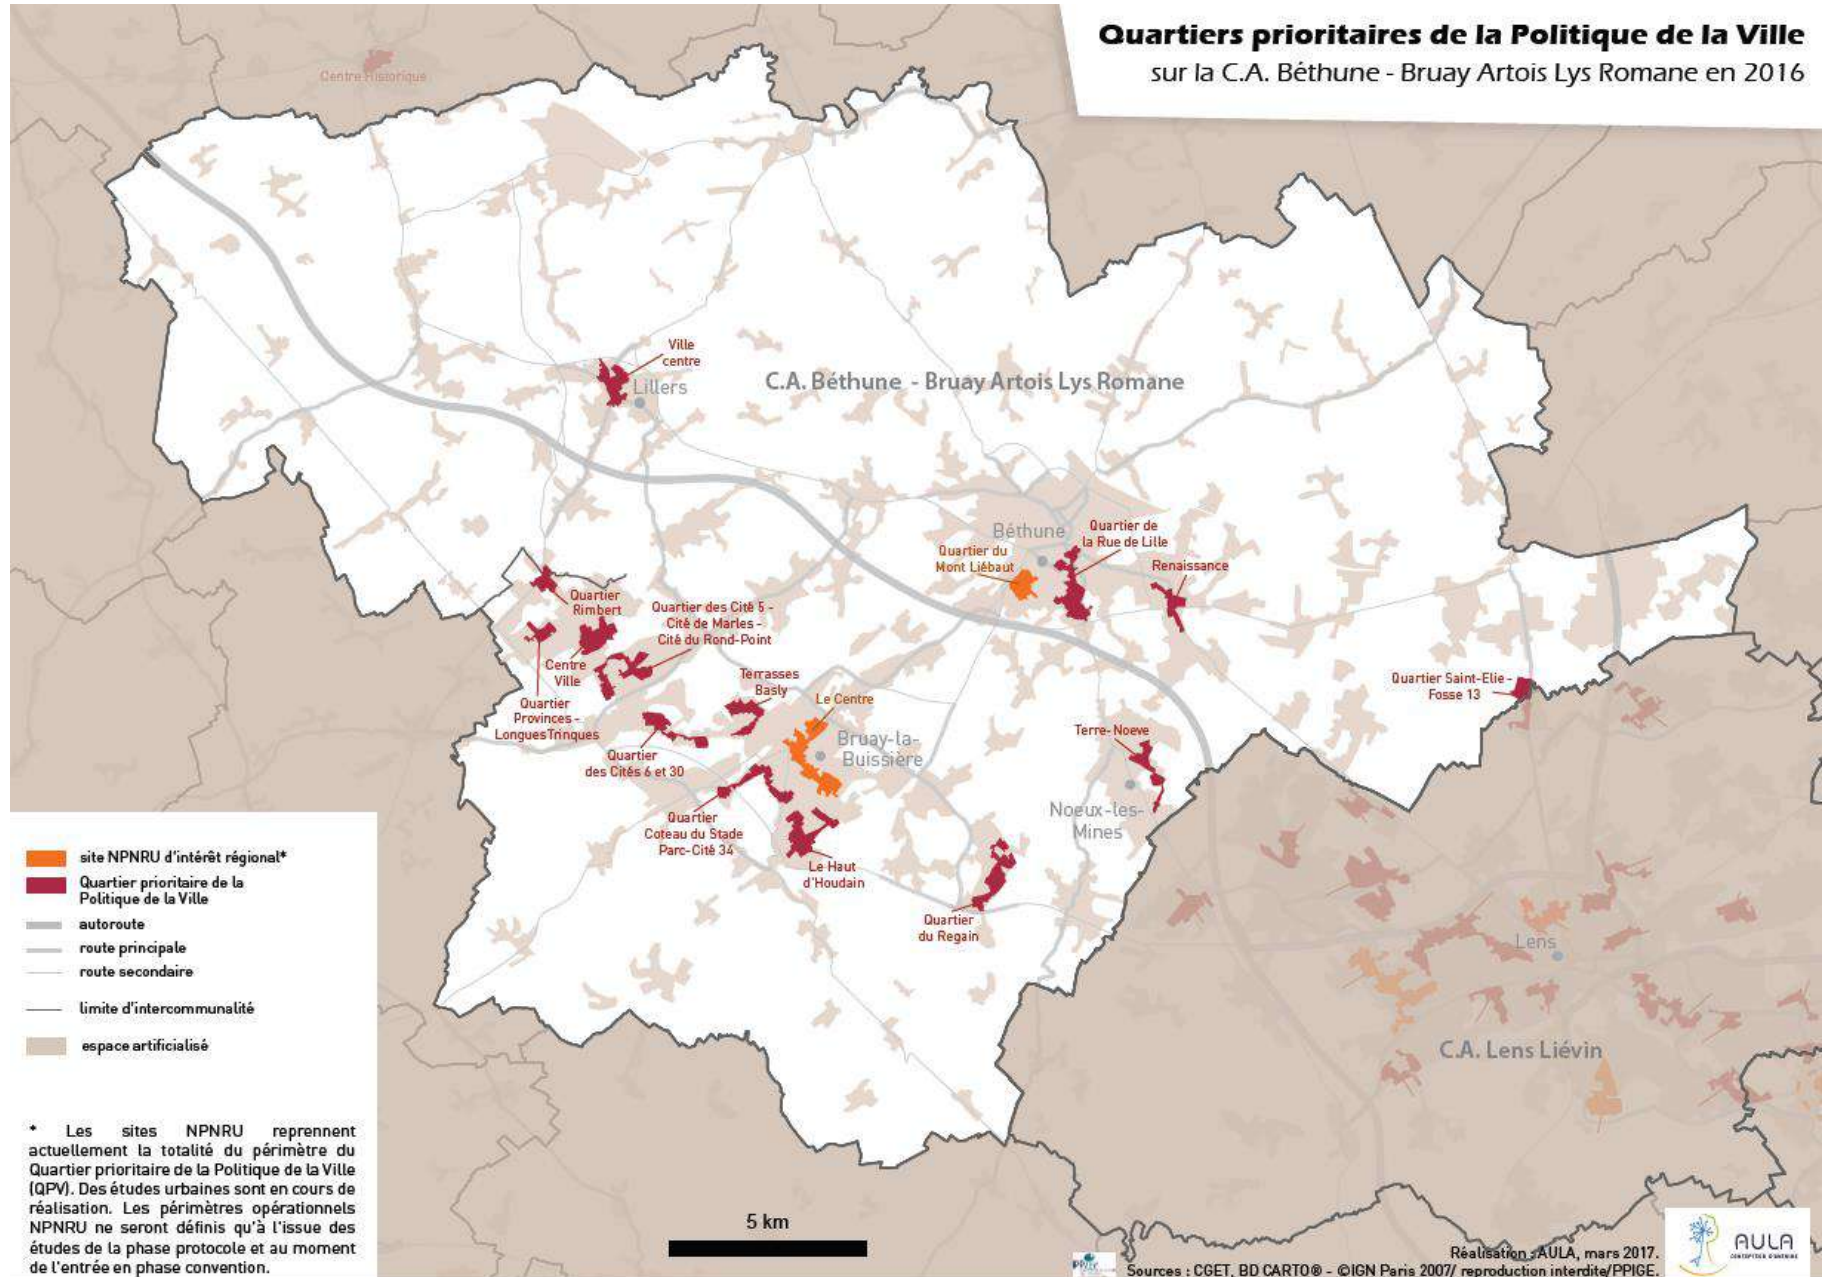 Quartiers prioritaires de la Politique de la Ville
sur la C.A. Béthune - Bruay Artois Lys Romane en 2016
Centre Historique
Ville
centre
Lillers
C.A. Béthune - Bruay Artois Lys Romane
Béthune
Quartier de
la Rue de Lille
Quartier du
Mont Liébaut
Renaissance
Quartier
Rimbert
Quartier des Cité 5 -
Cité de Marles -
Cité du Rond-Point
Centre
Ville
Quartier
Provinces -
LonguesTrinques
Terrasses
Basly
Le Centre
Bruay-la-
Buissière
Quartier
des Cités 6 et 30
Quartier Saint-Elie -
Fosse 13
Terre-Noeve
Noeux-les-
Mines
Quartier
Coteau du Stade
Parc-Cité 34
Le Haut
d'Houdain
Quartier
du Regain
Lens
C.A. Lens Liévin
site NPNRU d'intérêt régional*
Quartier prioritaire de la
Politique de la Ville
autoroute
route principale
route secondaire
limite d'intercommunalité
espace artificialisé
* Les sites NPNRU reprennent
actuellement la totalité du périmètre du
Quartier prioritaire de la Politique de la Ville
(QPV). Des études urbaines sont en cours de
réalisation. Les périmètres opérationnels
NPNRU ne seront définis qu'à l'issue des
études de la phase protocole et au moment
de l'entrée en phase convention.
5 km
Réalisation : AULA, mars 2017.
Sources : CGET, BD CARTO® - ©IGN Paris 2007/ reproduction interdite/PPIGE.
AULA